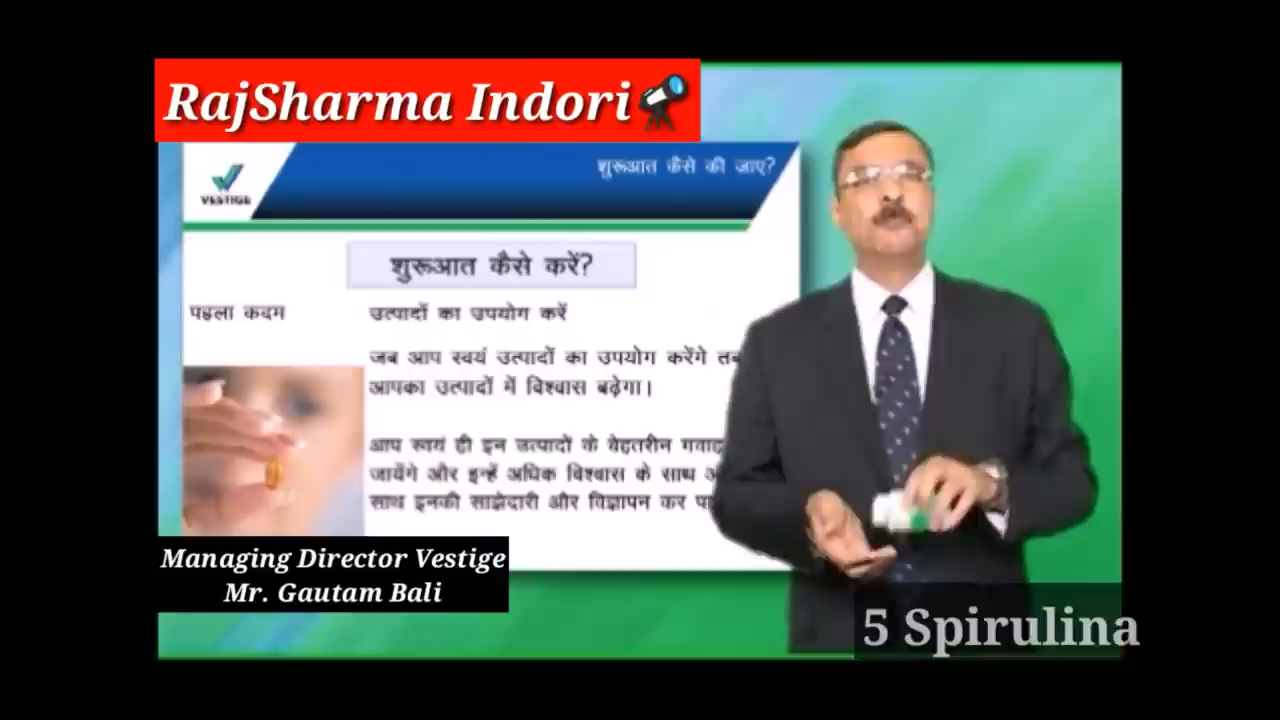 RajSharma Indori
VESTIGE
शुरूआत कैसे की जाए?
शुरूआत कैसे करें?
पहला कदम
उत्पादों का उपयोग करें
जब आप स्वयं उत्पादों का उपयोग करेंगे तब
आपका उत्पादों में विश्वास बढ़ेगा।
आप स्वयं ही इन उत्पादों के बेहतरीन गवाह
जायेंगे और इन्हें अधिक विश्वास के साथ
साथ इनकी साझेदारी और विज्ञापन कर
Managing Director Vestige
Mr. Gautam Bali
5 Spirulina